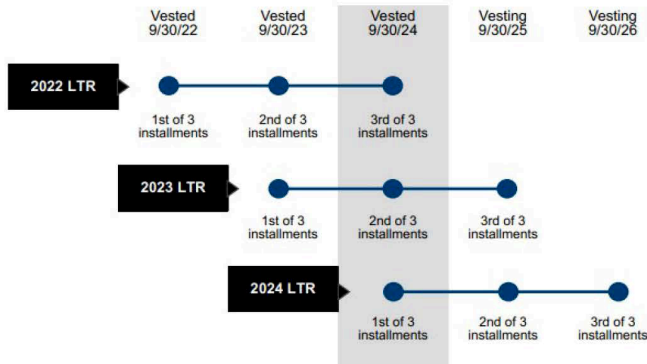 Vested Vested Vested Vesting Vesting
9/30/22 9/30/23 9/30/24 9/30/25 9/30/26
2022 LTR
1st of 3 2nd of 3 3rd of 3
installments installments installments
2023 LTR
1st of 3 2nd of 3 3rd of 3
installments installments installments
2024 LTR
1st of 3 2nd of 3 3rd of 3
installments installments installments